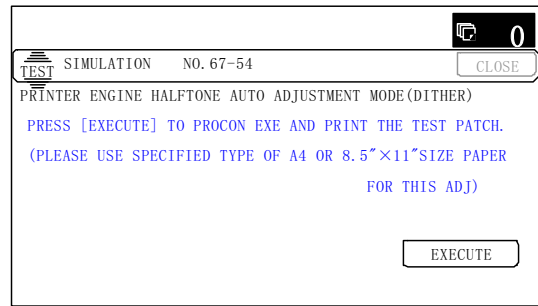 0
TEST SIMULATION NO.67-54 CLOSE
PRINTER ENGINE HALFTONE AUTO ADJUSTMENT MODE(DITHER)
PRESS [EXECUTE] TO PROCON EXE AND PRINT THE TEST PATCH.
(PLEASE USE SPECIFIED TYPE OF A4 OR 8.5″×11″SIZE PAPER
FOR THIS ADJ)
EXECUTE